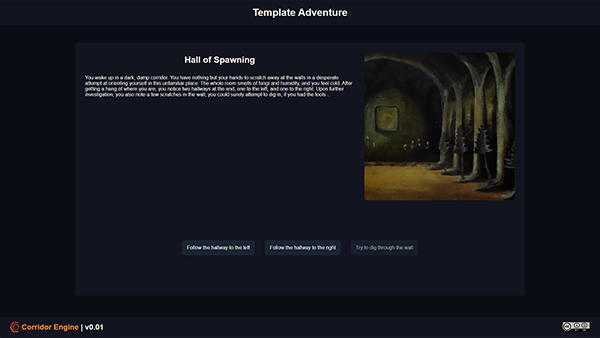 Template Adventure
Hall of Spawning
You wake up in a dark, damp corridor. You have nothing but your hands to scratch away at the walls in a desperate
attempt at orienting yourself in this unfamiliar place. The whole room smells of fungi and humidity, and you feel cold. After
getting a hang of where you are, you notice two hallways at the end, one to the left, and one to the right. Upon further
investigation, you also note a few scratches in the wall, you could surely attempt to dig in, if you had the tools...
Follow the hallway to the left
Follow the hallway to the right
Try to dig through the wall
Corridor Engine | v0.01